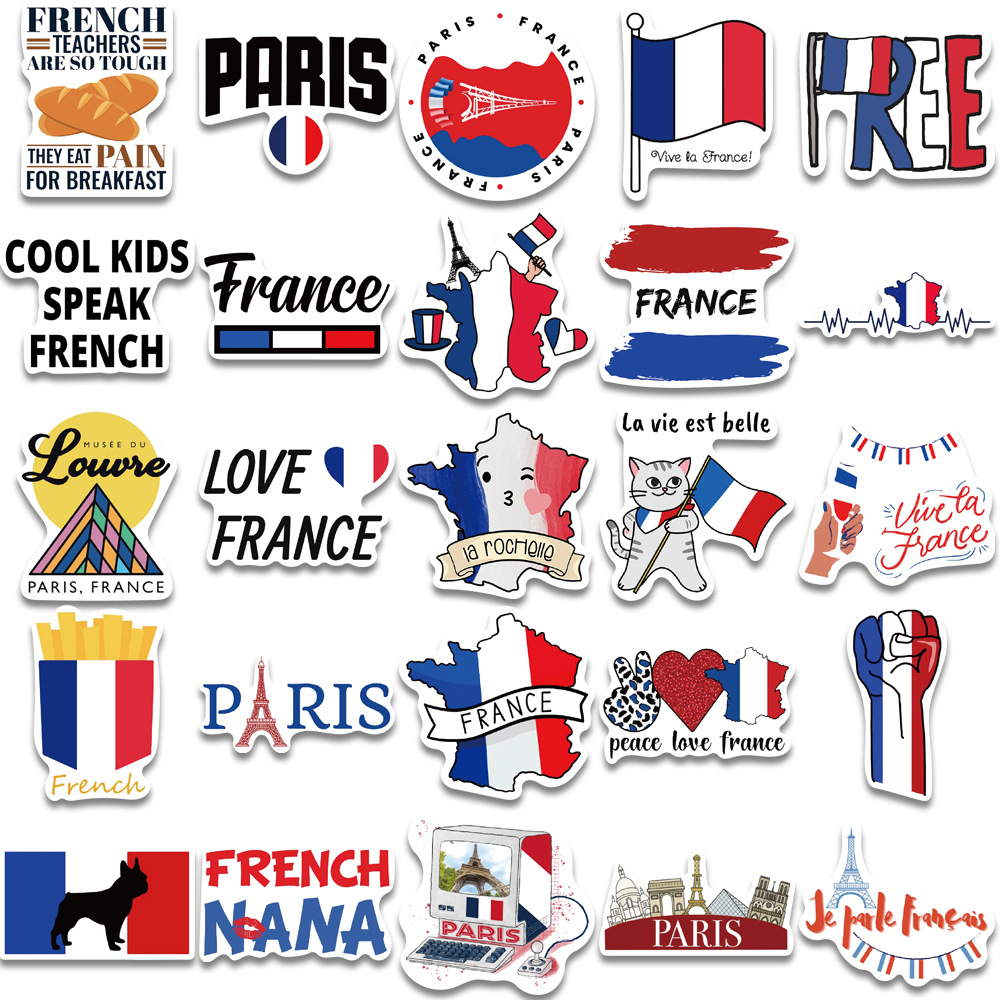 FRENCH
TEACHERS
ARE SO TOUGH
THEY EAT PAIN
FOR BREAKFAST
PARIS
PARIS • FRANCE • PARIS • FRANCE •
Vive la France!
FREE
COOL KIDS
SPEAK
FRENCH
France
FRANCE
MUSÉE DU
Louvre
PARIS, FRANCE
LOVE
FRANCE
la rochelle
La vie est belle
Vive la
france
French
PARIS
FRANCE
peace love france
FRENCH
NANA
PARIS
PARIS
Je parle Français